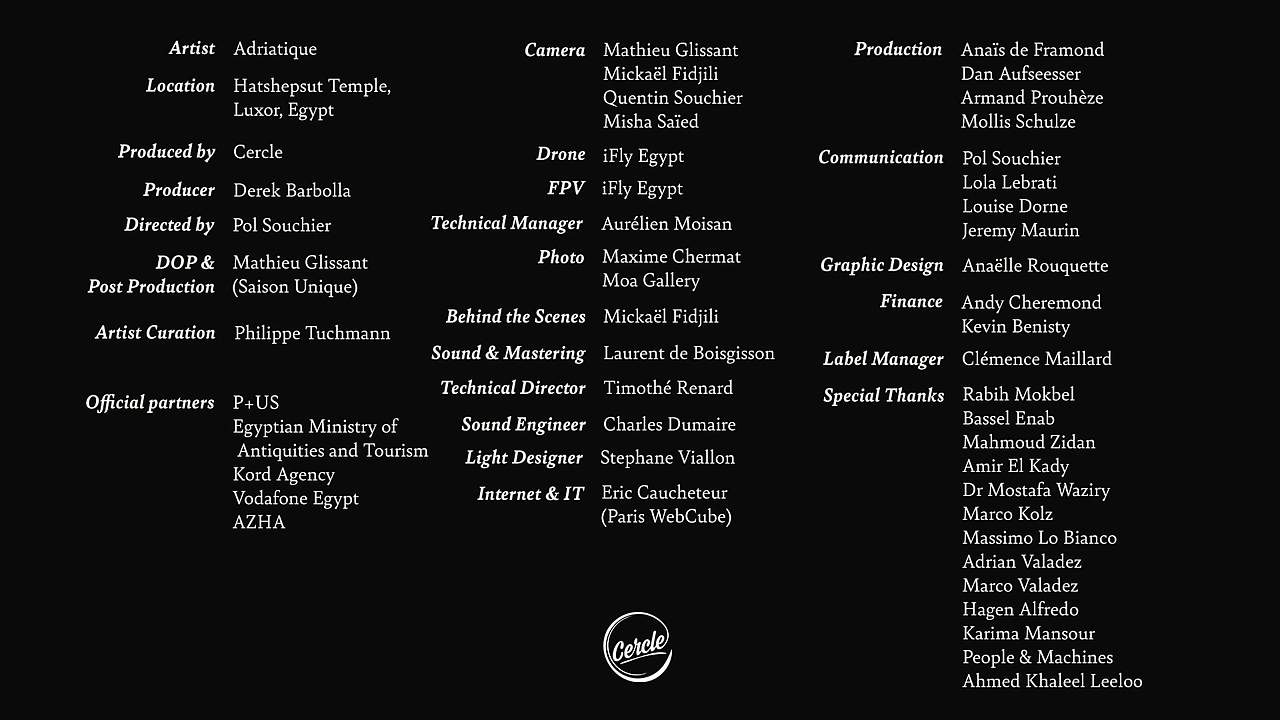 Artist Adriatique
Location Hatshepsut Temple,
Luxor, Egypt
Produced by Cercle
Producer Derek Barbolla
Directed by Pol Souchier
DOP & Mathieu Glissant
Post Production (Saison Unique)
Artist Curation Philippe Tuchmann
Official partners P+US
Egyptian Ministry of
Antiquities and Tourism
Kord Agency
Vodafone Egypt
AZHA
Camera Mathieu Glissant
Mickaël Fidjili
Quentin Souchier
Misha Saïed
Drone iFly Egypt
FPV iFly Egypt
Technical Manager Aurélien Moisan
Photo Maxime Chermat
Moa Gallery
Behind the Scenes Mickaël Fidjili
Sound & Mastering Laurent de Boisgisson
Technical Director Timothé Renard
Sound Engineer Charles Dumaire
Light Designer Stephane Viallon
Internet & IT Eric Caucheteur
(Paris WebCube)
Cercle
Production Anaïs de Framond
Dan Aufseesser
Armand Prouhèze
Mollis Schulze
Communication Pol Souchier
Lola Lebrati
Louise Dorne
Jeremy Maurin
Graphic Design Anaëlle Rouquette
Finance Andy Cheremond
Kevin Benisty
Label Manager Clémence Maillard
Special Thanks Rabih Mokbel
Bassel Enab
Mahmoud Zidan
Amir El Kady
Dr Mostafa Waziry
Marco Kolz
Massimo Lo Bianco
Adrian Valadez
Marco Valadez
Hagen Alfredo
Karima Mansour
People & Machines
Ahmed Khaleel Leeloo